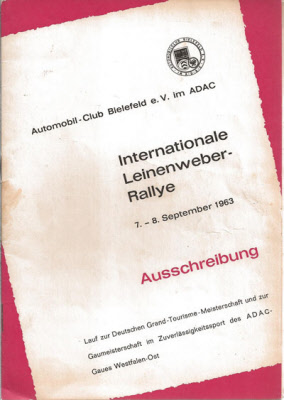 Automobil-Club Bielefeld e. V. im ADAC
Internationale
Leinenweber-
Rallye
7. – 8. September 1963
Ausschreibung
Lauf zur Deutschen Grand-Tourisme-Meisterschaft und zur
Gaumeisterschaft im Zuverlässigkeitssport des ADAC-
Gaues Westfalen-Ost